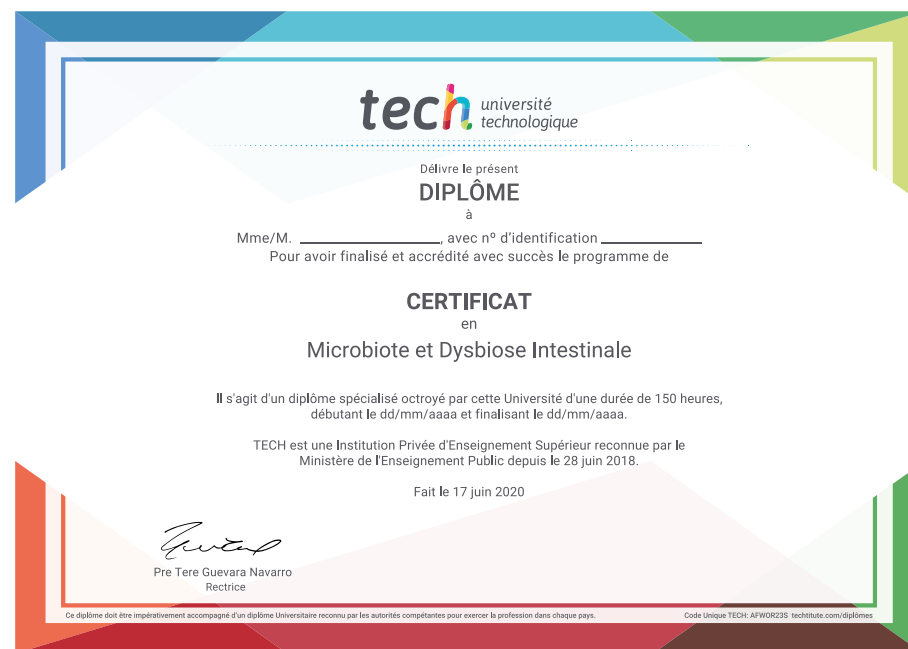 tech université
technologique
Délivre le présent
DIPLÔME
à
Mme/M. ____________________, avec nº d'identification ______________
Pour avoir finalisé et accrédité avec succès le programme de
CERTIFICAT
en
Microbiote et Dysbiose Intestinale
Il s'agit d'un diplôme spécialisé octroyé par cette Université d'une durée de 150 heures,
débutant le dd/mm/aaaa et finalisant le dd/mm/aaaa.
TECH est une Institution Privée d'Enseignement Supérieur reconnue par le
Ministère de l'Enseignement Public depuis le 28 juin 2018.
Fait le 17 juin 2020
Pre Tere Guevara Navarro
Rectrice
Ce diplôme doit être impérativement accompagné d'un diplôme Universitaire reconnu par les autorités compétantes pour exercer la profession dans chaque pays.
Code Unique TECH: AFWOR23S techtitute.com/diplômes